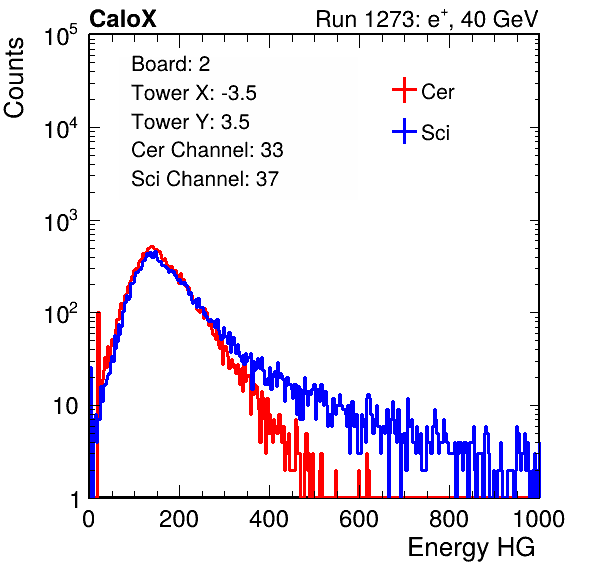 CaloX
Run 1273: e⁺, 40 GeV
Counts
Board: 2
Tower X: -3.5
Tower Y: 3.5
Cer Channel: 33
Sci Channel: 37
Cer
Sci
10⁵
10⁴
10³
10²
10
1
0 200 400 600 800 1000
Energy HG